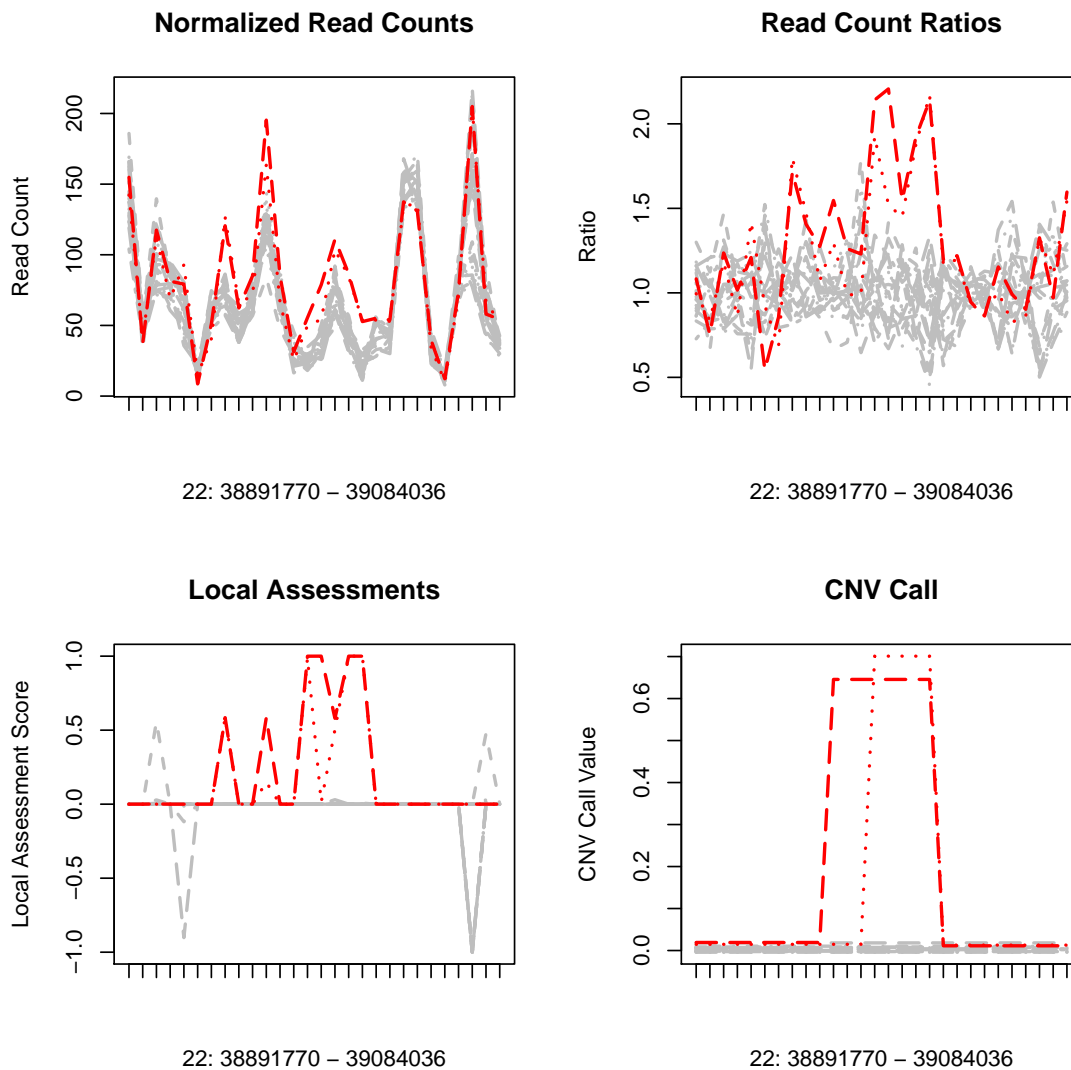 Normalized Read Counts
Read Count
0
50
100
150
200
22: 38891770 – 39084036
Read Count Ratios
Ratio
0.5
1.0
1.5
2.0
22: 38891770 – 39084036
Local Assessments
Local Assessment Score
−1.0
−0.5
0.0
0.5
1.0
22: 38891770 – 39084036
CNV Call
CNV Call Value
0.0
0.2
0.4
0.6
22: 38891770 – 39084036